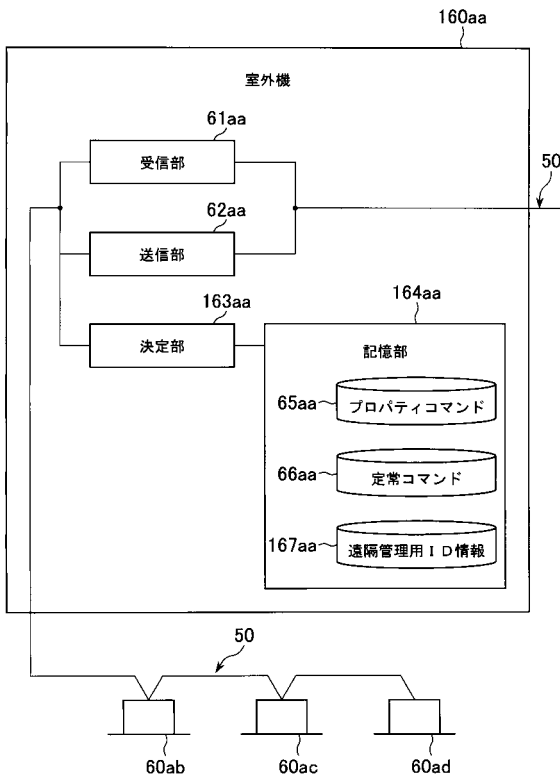 160aa
室外機
61aa
受信部
50
62aa
送信部
163aa
決定部
164aa
記憶部
65aa
プロパティコマンド
66aa
定常コマンド
167aa
遠隔管理用ID情報
50
60ab
60ac
60ad